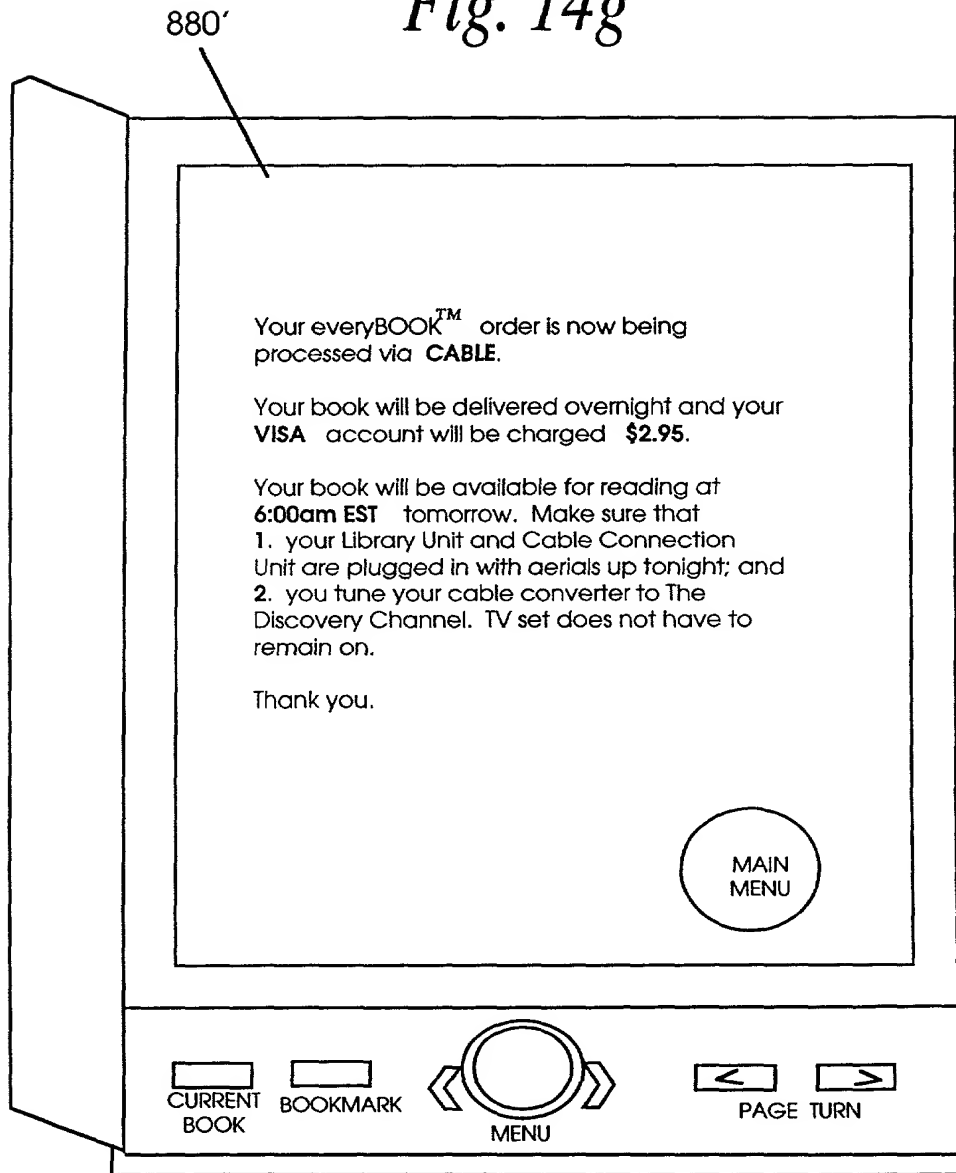 Fig. 14g
880'
Your everyBOOK™ order is now being
processed via CABLE.
Your book will be delivered overnight and your
VISA account will be charged $2.95.
Your book will be available for reading at
6:00am EST tomorrow. Make sure that
1. your Library Unit and Cable Connection
Unit are plugged in with aerials up tonight; and
2. you tune your cable converter to The
Discovery Channel. TV set does not have to
remain on.
Thank you.
MAIN
MENU
CURRENT
BOOK
BOOKMARK
MENU
< >
PAGE TURN